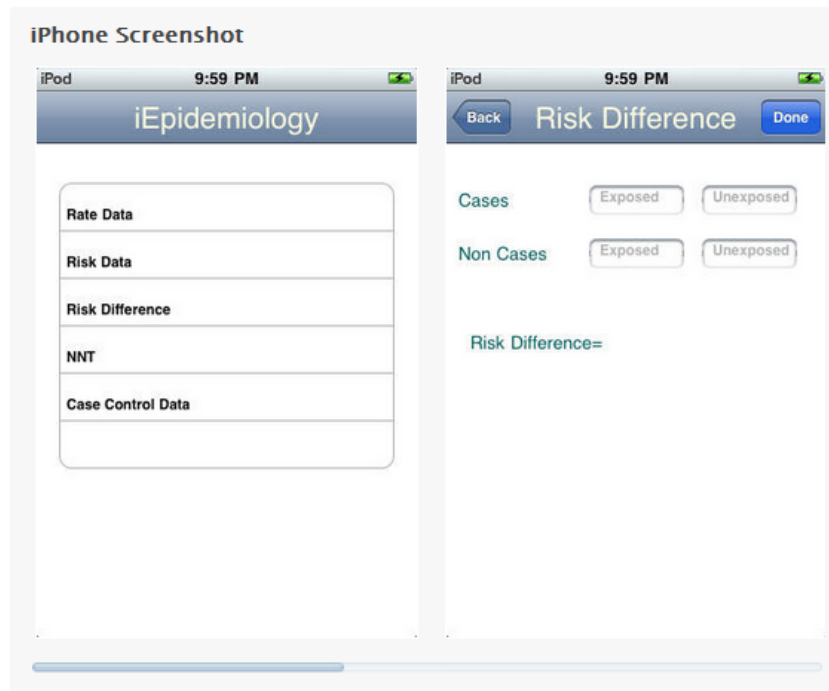 iPhone Screenshot
iPod 9:59 PM
iEpidemiology
Rate Data
Risk Data
Risk Difference
NNT
Case Control Data
iPod 9:59 PM
Back Risk Difference Done
Cases Exposed Unexposed
Non Cases Exposed Unexposed
Risk Difference=